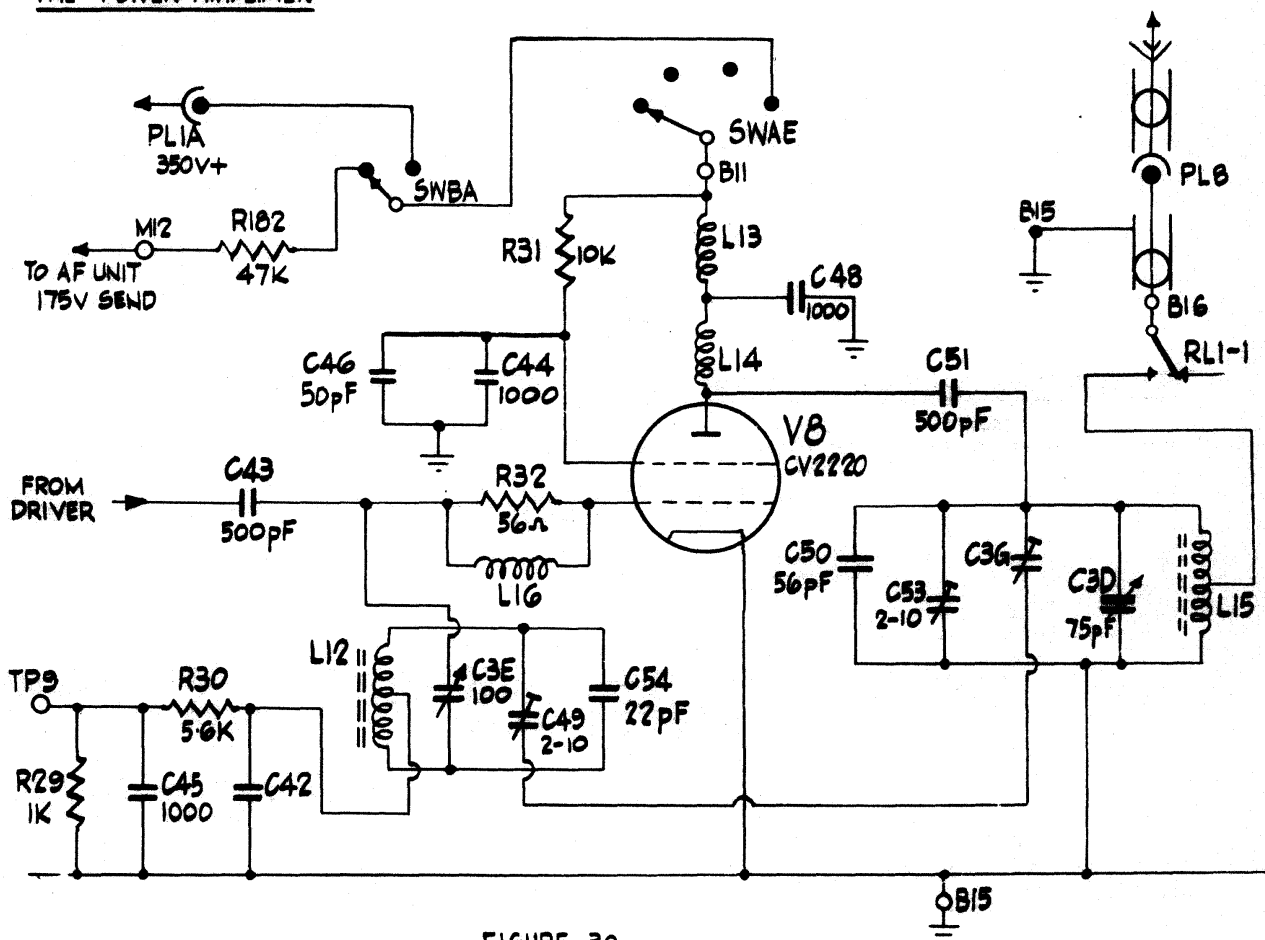 THE POWER AMPLIFIER
PL1A
350V+
SWBA
M12
R182
47K
TO AF UNIT
175V SEND
SWAE
B11
R31
10K
L13
C48
1000
L14
C46
50pF
C44
1000
C51
500pF
V8
CV2220
PL8
B15
B16
RL1-1
FROM
DRIVER
C43
500pF
R32
56Ω
L16
C50
56pF
C53
2-10
C3G
C3D
75pF
L15
L12
C3E
100
C49
2-10
C54
22pF
TP9
R30
5.6K
R29
1K
C45
1000
C42
B15
FIGURE 30